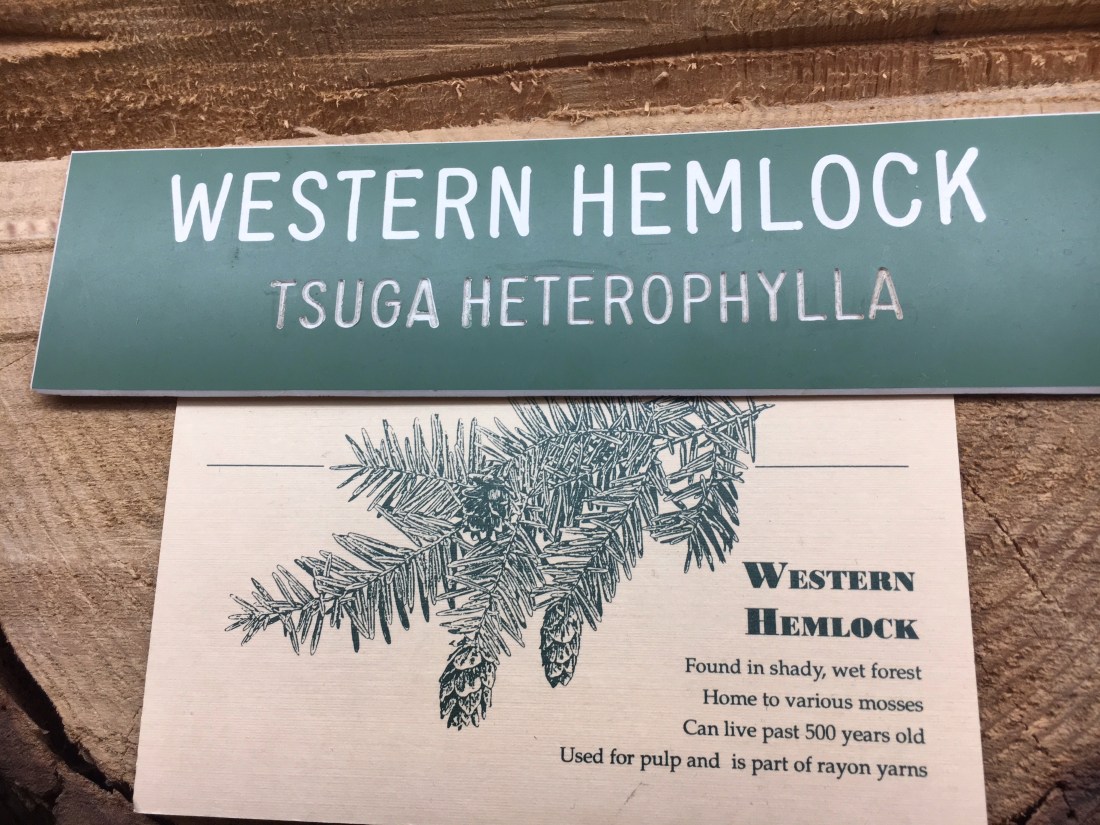 WESTERN HEMLOCK
TSUGA HETEROPHYLLA
WESTERN
HEMLOCK
Found in shady, wet forest
Home to various mosses
Can live past 500 years old
Used for pulp and is part of rayon yarns